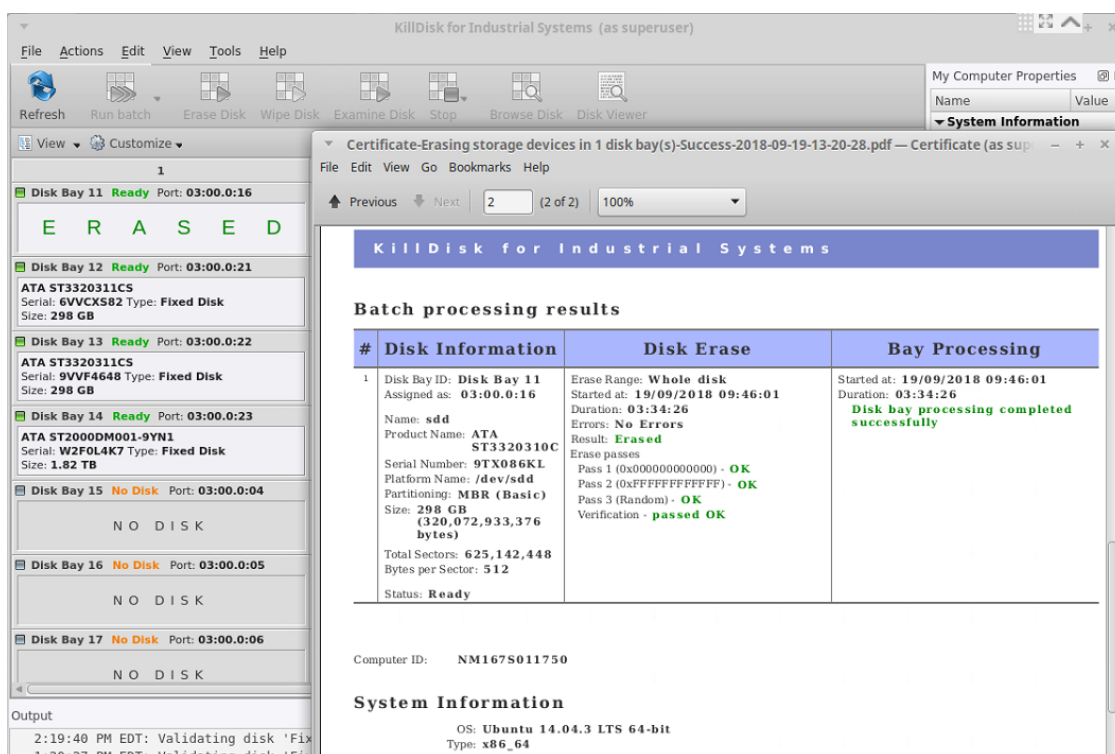 KillDisk for Industrial Systems (as superuser)
File Actions Edit View Tools Help
Refresh Run batch Erase Disk Wipe Disk Examine Disk Stop Browse Disk Disk Viewer
My Computer Properties
Name Value
System Information
View Customize
1
Disk Bay 11 Ready Port: 03:00.0:16
E R A S E D
Disk Bay 12 Ready Port: 03:00.0:21
ATA ST3320311CS
Serial: 6VVCXS82 Type: Fixed Disk
Size: 298 GB
Disk Bay 13 Ready Port: 03:00.0:22
ATA ST3320311CS
Serial: 9VVF4648 Type: Fixed Disk
Size: 298 GB
Disk Bay 14 Ready Port: 03:00.0:23
ATA ST2000DM001-9YN1
Serial: W2F0L4K7 Type: Fixed Disk
Size: 1.82 TB
Disk Bay 15 No Disk Port: 03:00.0:04
NO DISK
Disk Bay 16 No Disk Port: 03:00.0:05
NO DISK
Disk Bay 17 No Disk Port: 03:00.0:06
NO DISK
Output
2:19:40 PM EDT: Validating disk 'Fix
Certificate-Erasing storage devices in 1 disk bay(s)-Success-2018-09-19-13-20-28.pdf — Certificate (as sup
File Edit View Go Bookmarks Help
Previous Next 2 (2 of 2) 100%
KillDisk for Industrial Systems
Batch processing results
# Disk Information Disk Erase Bay Processing
1
Disk Bay ID: Disk Bay 11
Assigned as: 03:00.0:16
Name: sdd
Product Name: ATA
ST3320310C
Serial Number: 9TX086KL
Platform Name: /dev/sdd
Partitioning: MBR (Basic)
Size: 298 GB
(320,072,933,376
bytes)
Total Sectors: 625,142,448
Bytes per Sector: 512
Status: Ready
Erase Range: Whole disk
Started at: 19/09/2018 09:46:01
Duration: 03:34:26
Errors: No Errors
Result: Erased
Erase passes
Pass 1 (0x000000000000) - OK
Pass 2 (0xFFFFFFFFFFFF) - OK
Pass 3 (Random) - OK
Verification - passed OK
Started at: 19/09/2018 09:46:01
Duration: 03:34:26
Disk bay processing completed
successfully
Computer ID: NM167S011750
System Information
OS: Ubuntu 14.04.3 LTS 64-bit
Type: x86_64